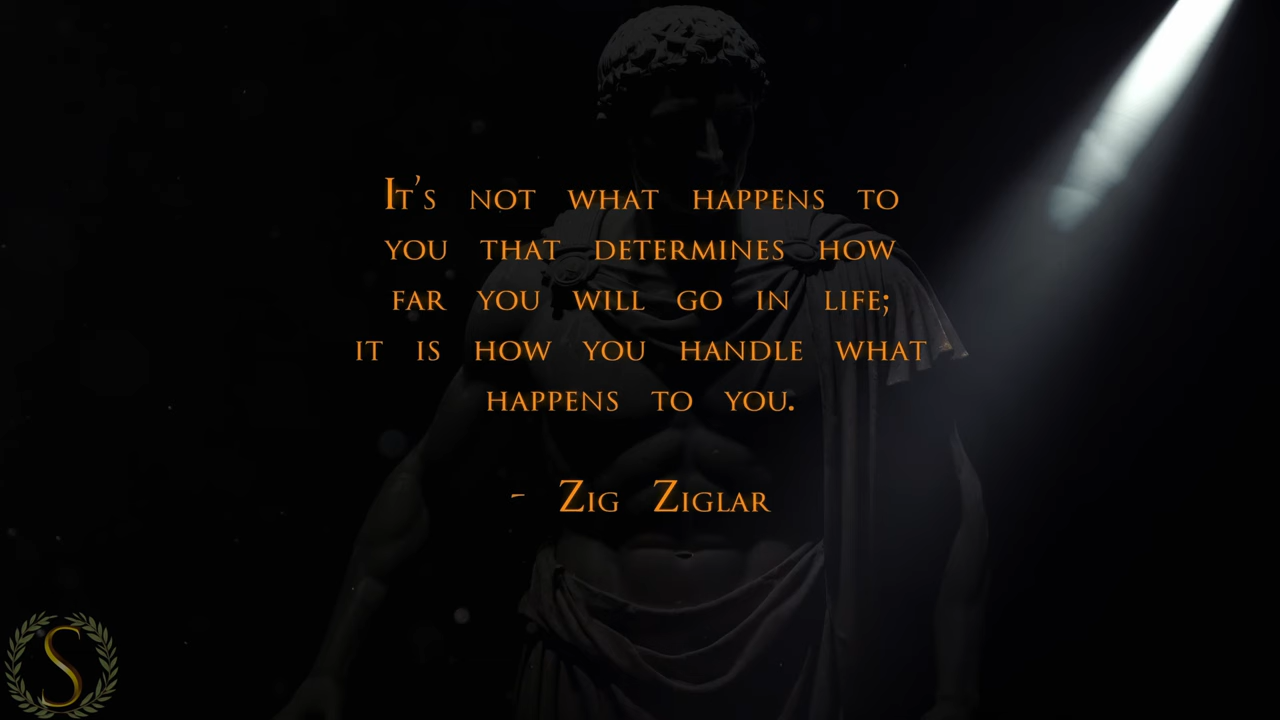 It's not what happens to
you that determines how
far you will go in life;
it is how you handle what
happens to you.
- Zig Ziglar
S